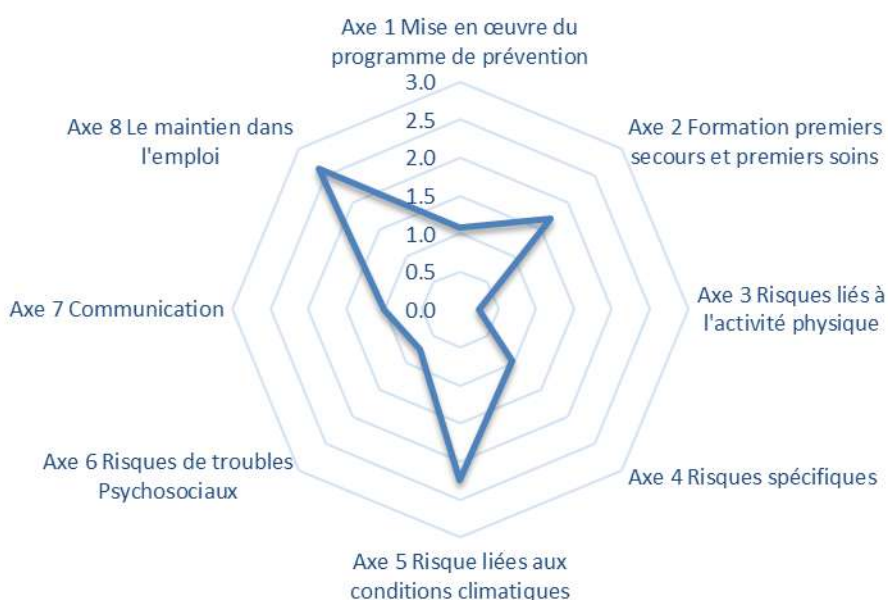 Axe 1 Mise en œuvre du
programme de prévention
3.0
2.5
2.0
1.5
1.0
0.5
0.0
Axe 2 Formation premiers
secours et premiers soins
Axe 3 Risques liés à
l'activité physique
Axe 4 Risques spécifiques
Axe 5 Risque liées aux
conditions climatiques
Axe 6 Risques de troubles
Psychosociaux
Axe 7 Communication
Axe 8 Le maintien dans
l'emploi